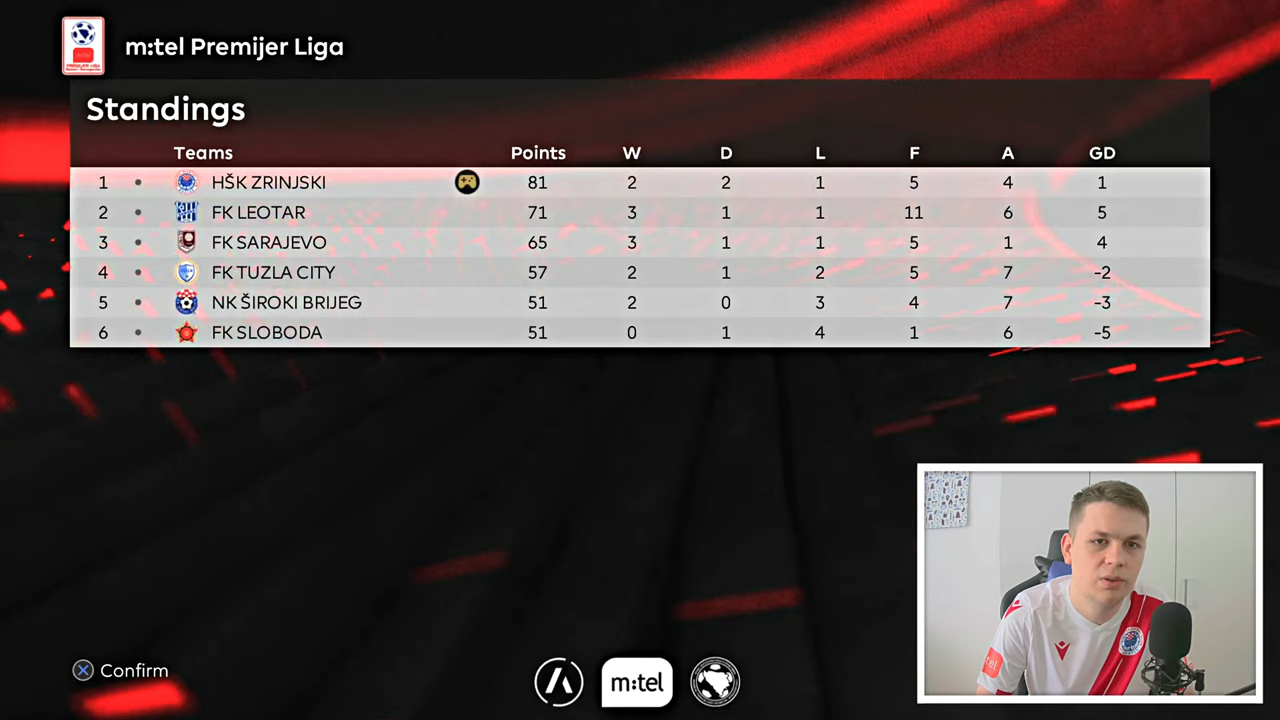 m:tel Premijer Liga
Standings
Teams Points W D L F A GD
1 HŠK ZRINJSKI 81 2 2 1 5 4 1
2 FK LEOTAR 71 3 1 1 11 6 5
3 FK SARAJEVO 65 3 1 1 5 1 4
4 FK TUZLA CITY 57 2 1 2 5 7 -2
5 NK ŠIROKI BRIJEG 51 2 0 3 4 7 -3
6 FK SLOBODA 51 0 1 4 1 6 -5
Confirm
m:tel